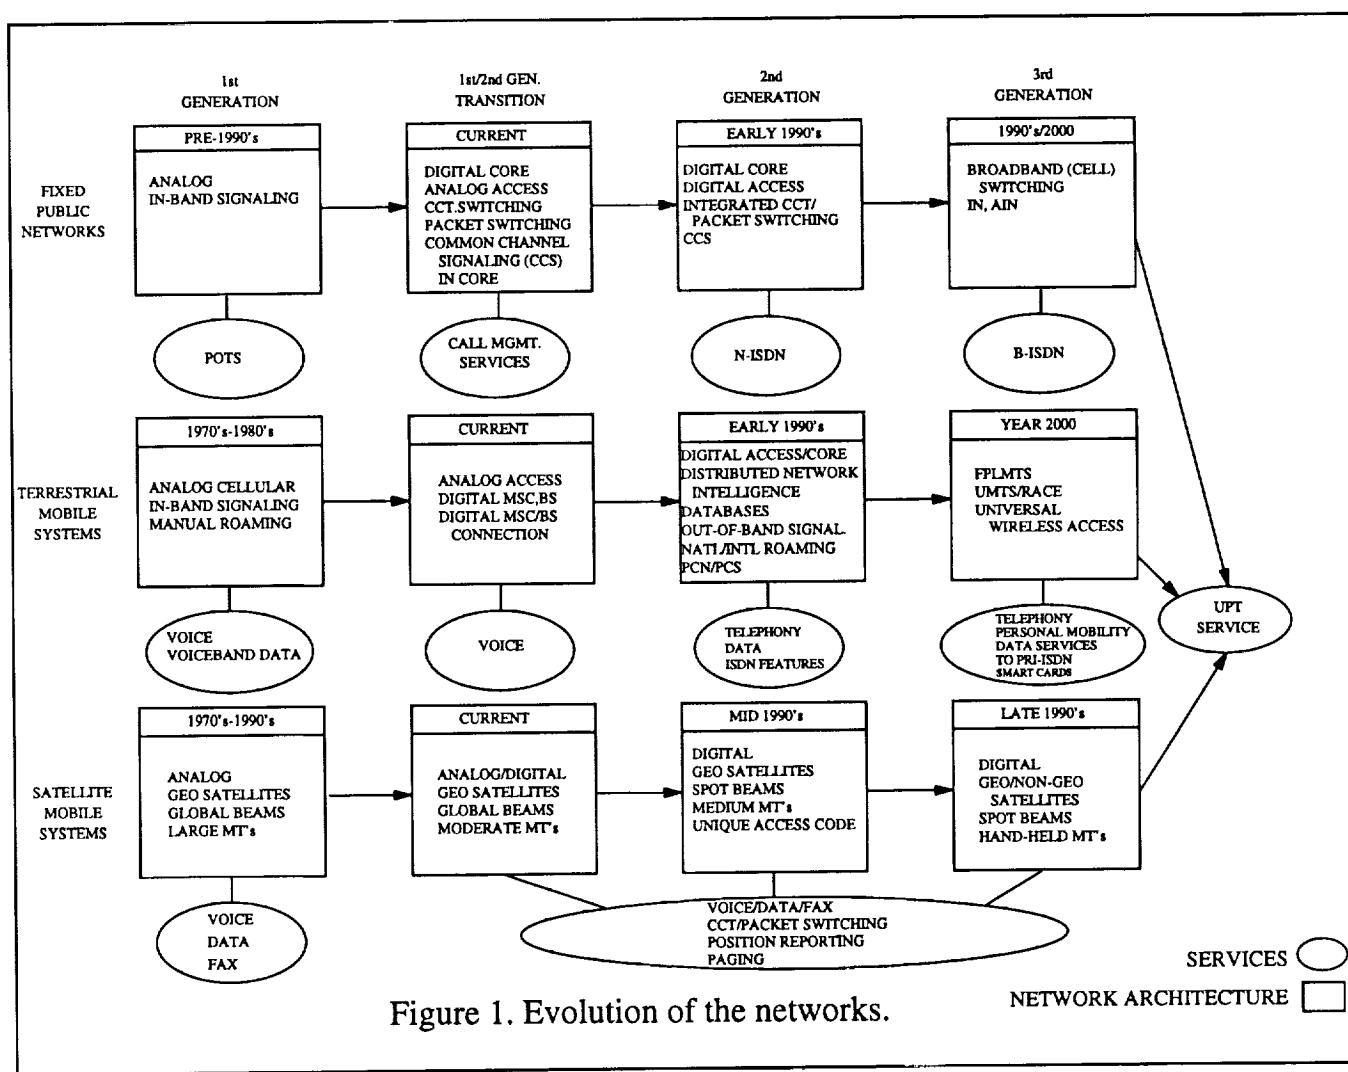 1st
GENERATION
1st/2nd GEN.
TRANSITION
2nd
GENERATION
3rd
GENERATION
FIXED
PUBLIC
NETWORKS
PRE-1990's
ANALOG
IN-BAND SIGNALING
POTS
CURRENT
DIGITAL CORE
ANALOG ACCESS
CCT.SWITCHING
PACKET SWITCHING
COMMON CHANNEL
SIGNALING (CCS)
IN CORE
CALL MGMT.
SERVICES
EARLY 1990's
DIGITAL CORE
DIGITAL ACCESS
INTEGRATED CCT/
PACKET SWITCHING
CCS
N-ISDN
1990's/2000
BROADBAND (CELL)
SWITCHING
IN, AIN
B-ISDN
TERRESTRIAL
MOBILE
SYSTEMS
1970's-1980's
ANALOG CELLULAR
IN-BAND SIGNALING
MANUAL ROAMING
VOICE
VOICEBAND DATA
CURRENT
ANALOG ACCESS
DIGITAL MSC,BS
DIGITAL MSC/BS
CONNECTION
VOICE
EARLY 1990's
DIGITAL ACCESS/CORE
DISTRIBUTED NETWORK
INTELLIGENCE
DATABASES
OUT-OF-BAND SIGNAL.
NATL/INTL ROAMING
PCN/PCS
TELEPHONY
DATA
ISDN FEATURES
YEAR 2000
FPLMTS
UMTS/RACE
UNIVERSAL
WIRELESS ACCESS
TELEPHONY
PERSONAL MOBILITY
DATA SERVICES
TO PRI-ISDN
SMART CARDS
UPT
SERVICE
SATELLITE
MOBILE
SYSTEMS
1970's-1990's
ANALOG
GEO SATELLITES
GLOBAL BEAMS
LARGE MT's
VOICE
DATA
FAX
CURRENT
ANALOG/DIGITAL
GEO SATELLITES
GLOBAL BEAMS
MODERATE MT's
MID 1990's
DIGITAL
GEO SATELLITES
SPOT BEAMS
MEDIUM MT's
UNIQUE ACCESS CODE
LATE 1990's
DIGITAL
GEO/NON-GEO
SATELLITES
SPOT BEAMS
HAND-HELD MT's
VOICE/DATA/FAX
CCT/PACKET SWITCHING
POSITION REPORTING
PAGING
SERVICES
NETWORK ARCHITECTURE
Figure 1. Evolution of the networks.